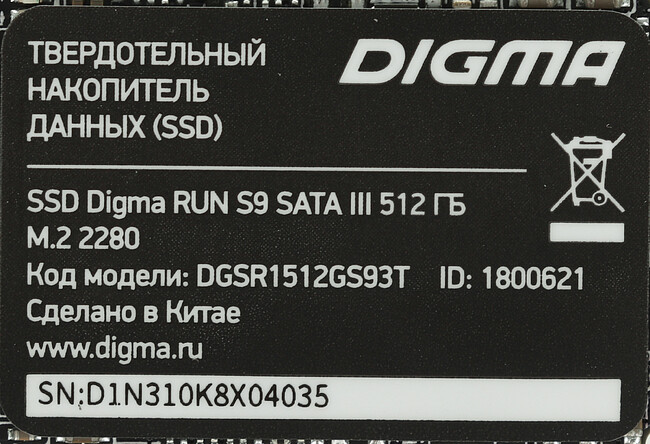 ТВЕРДОТЕЛЬНЫЙ
НАКОПИТЕЛЬ
ДАННЫХ (SSD)
DIGMA
SSD Digma RUN S9 SATA III 512 ГБ
M.2 2280
Код модели: DGSR1512GS93T ID: 1800621
Сделано в Китае
www.digma.ru
SN:D1N310K8X04035